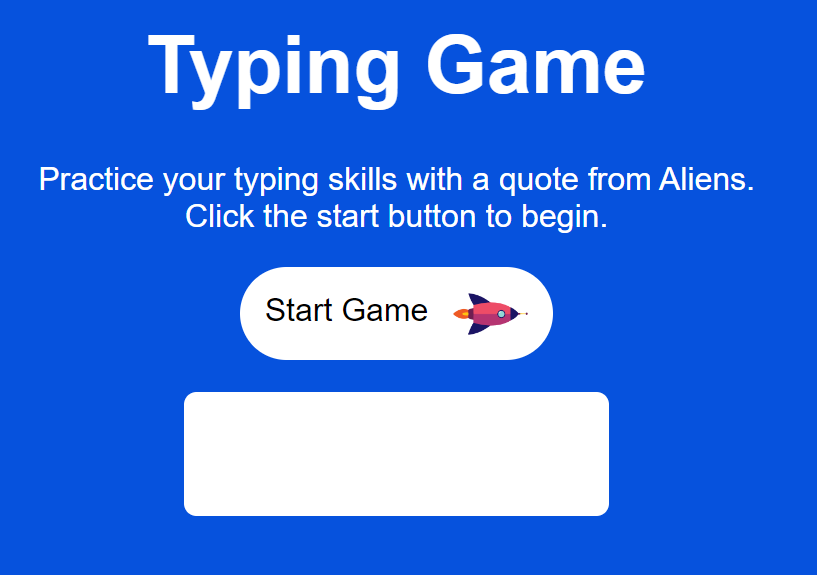 Typing Game
Practice your typing skills with a quote from Aliens.
Click the start button to begin.
Start Game